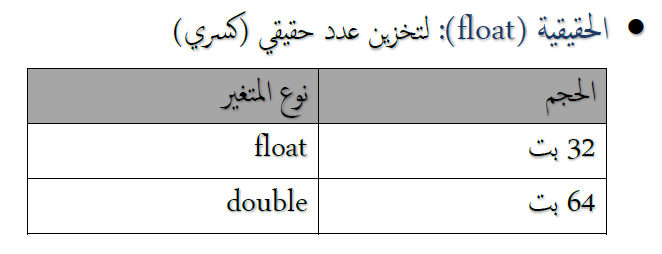 • الحقيقية (float): لتخزين عدد حقيقي (كسري)
الحجم نوع المتغير
32 بت float
64 بت double